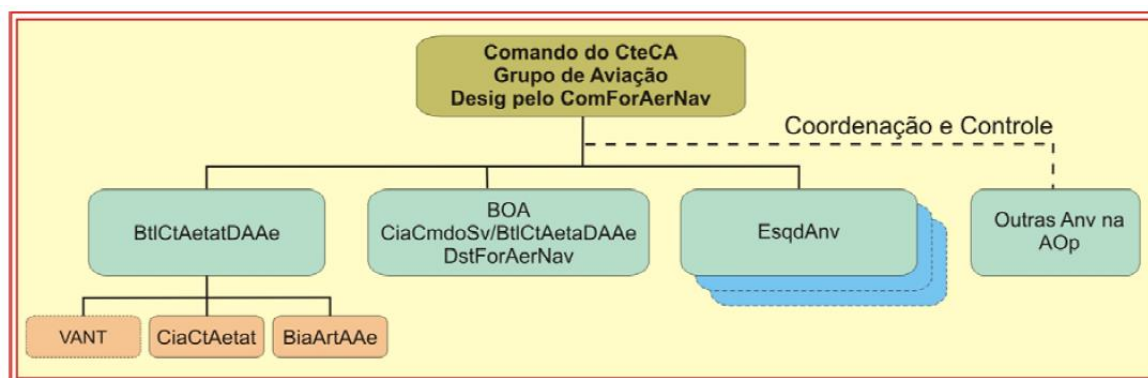 Comando do CteCA
Grupo de Aviação
Desig pelo ComForAerNav
Coordenação e Controle
BtlCtAetatDAAe
BOA
CiaCmdoSv/BtlCtAetaDAAe
DstForAerNav
EsqdAnv
Outras Anv na
AOp
VANT
CiaCtAetat
BiaArtAAe